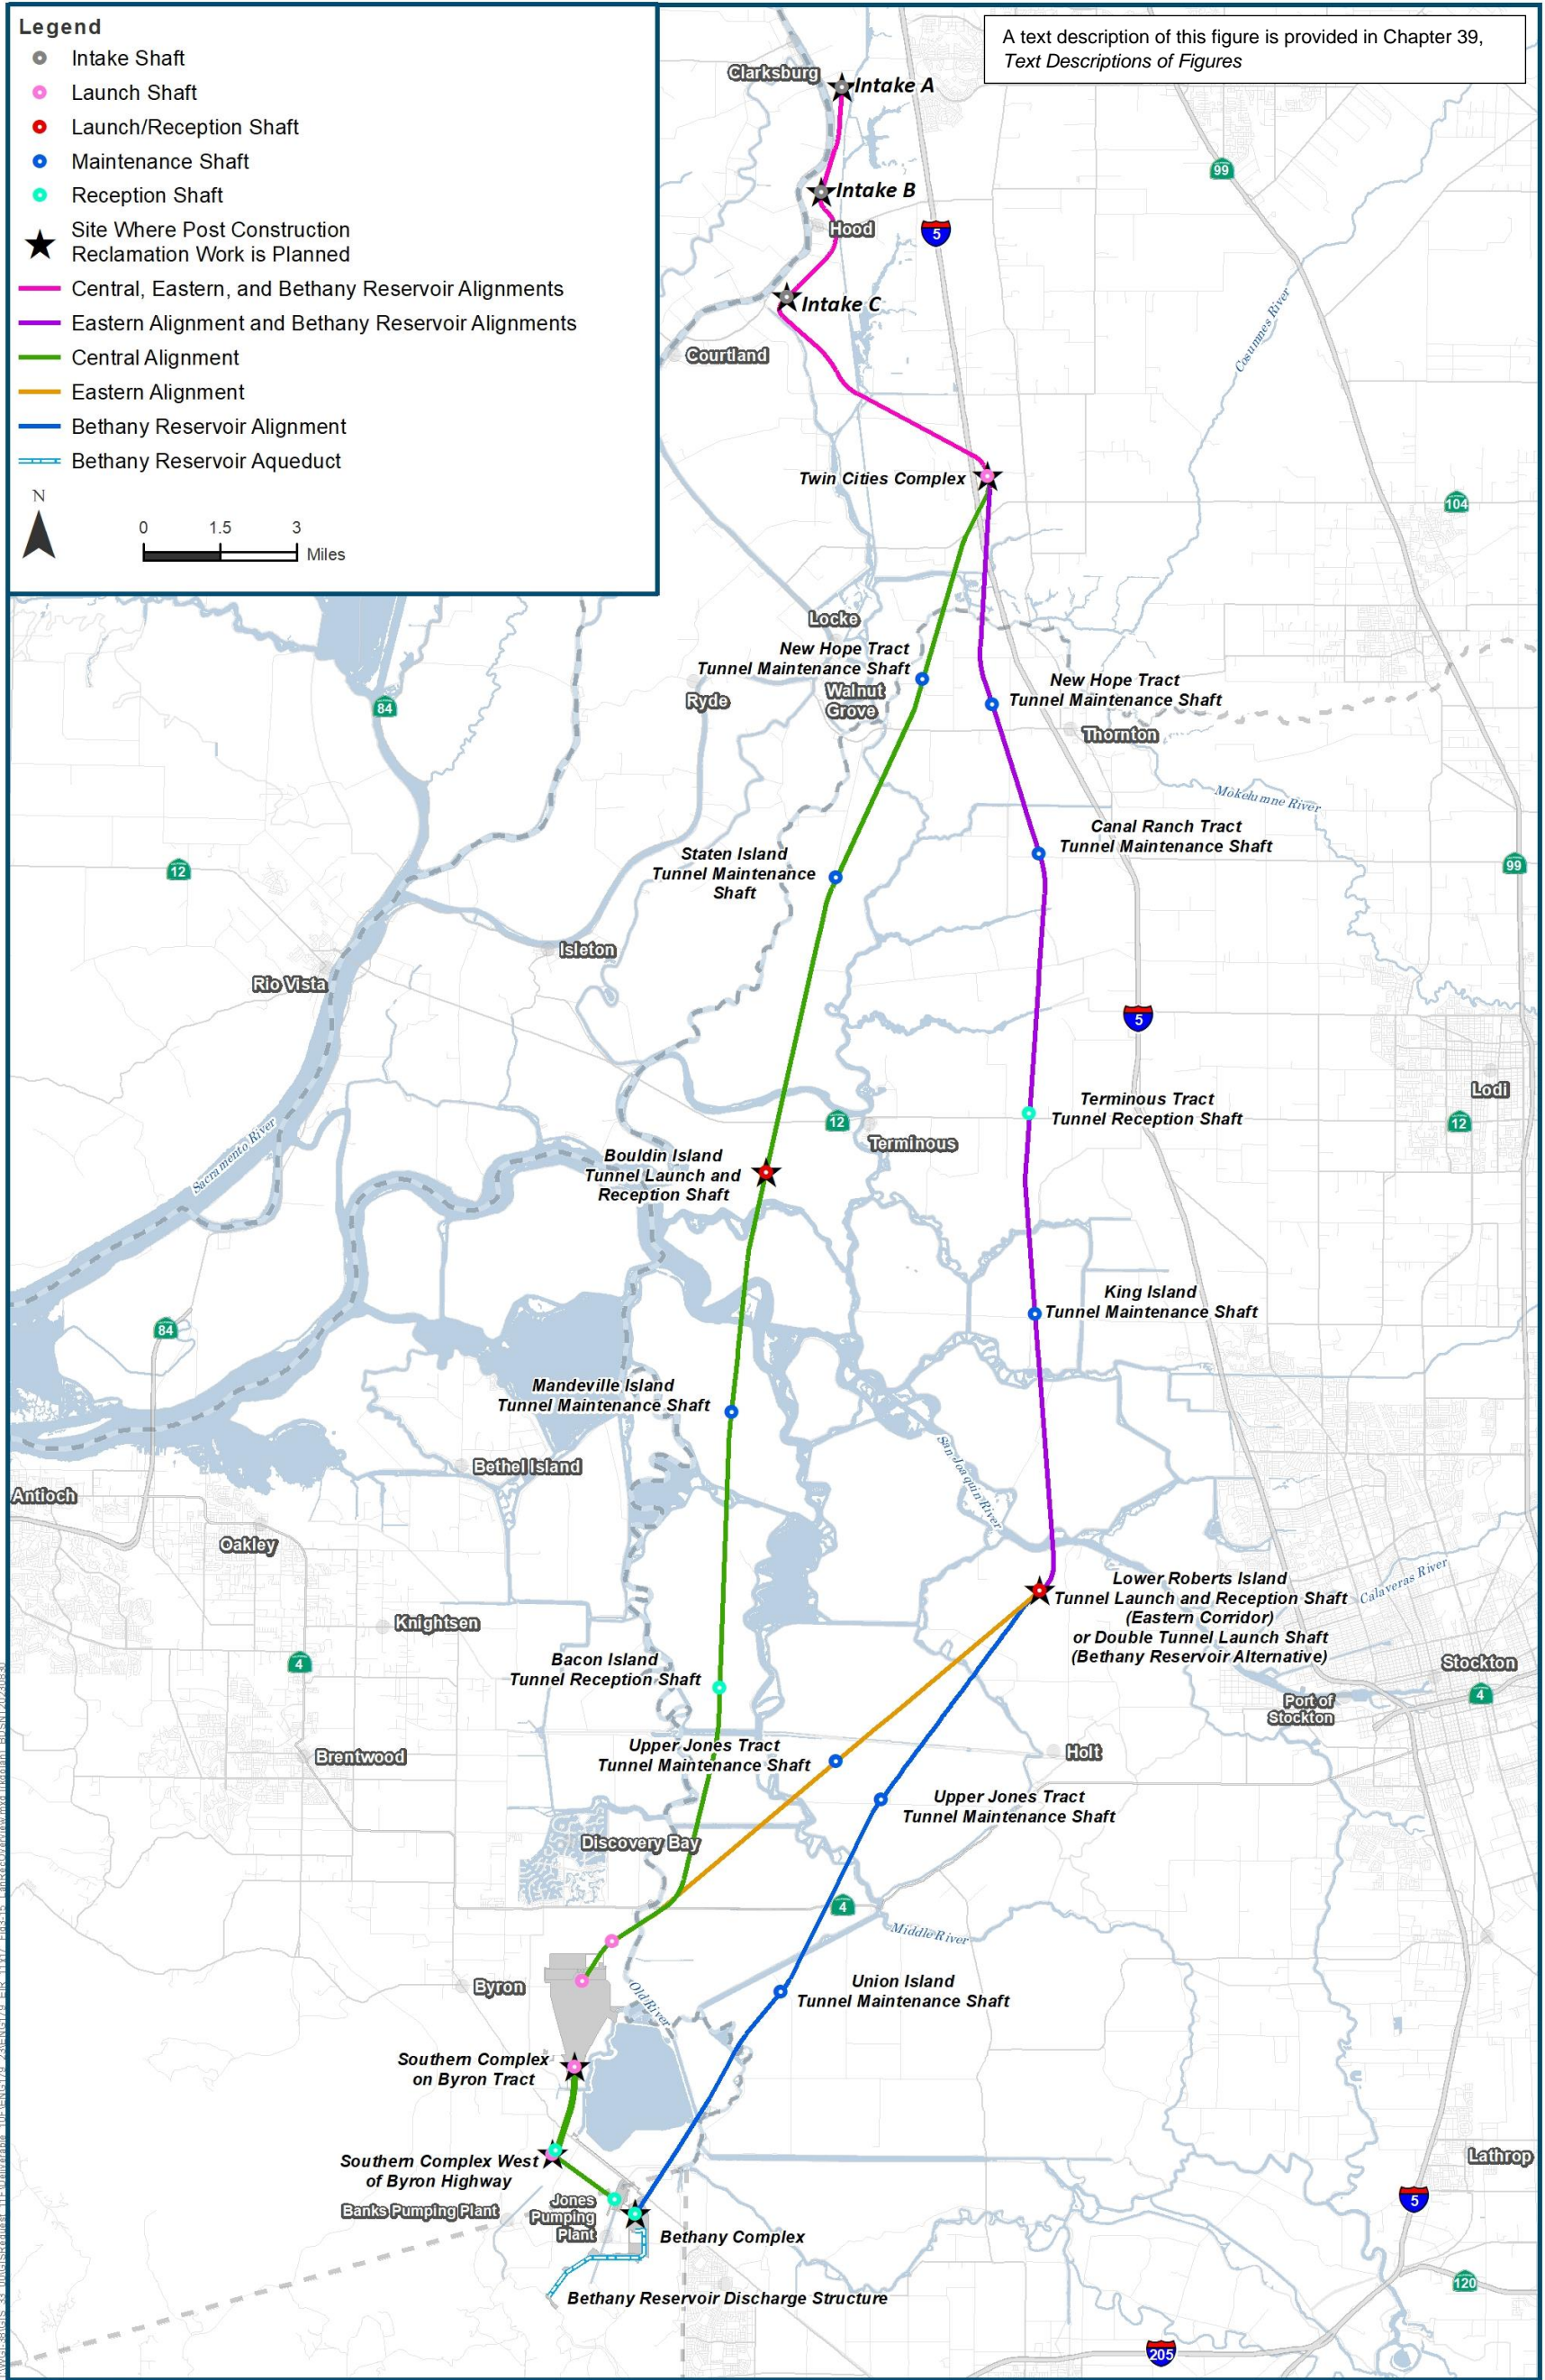 Legend
Intake Shaft
Launch Shaft
Launch/Reception Shaft
Maintenance Shaft
Reception Shaft
Site Where Post Construction
Reclamation Work is Planned
Central, Eastern, and Bethany Reservoir Alignments
Eastern Alignment and Bethany Reservoir Alignments
Central Alignment
Eastern Alignment
Bethany Reservoir Alignment
Bethany Reservoir Aqueduct
N
0 1.5 3
Miles
A text description of this figure is provided in Chapter 39,
Text Descriptions of Figures
Clarksburg
Intake A
99
Intake B
Hood
5
Intake C
Cosumnes River
Courtland
Twin Cities Complex
104
Locke
New Hope Tract
Tunnel Maintenance Shaft
Walnut
Grove
Ryde
84
New Hope Tract
Tunnel Maintenance Shaft
Thornton
Mokelumne River
Canal Ranch Tract
Tunnel Maintenance Shaft
Staten Island
Tunnel Maintenance
Shaft
12
99
Isleton
Rio Vista
5
Lodi
Terminous Tract
Tunnel Reception Shaft
12
12
Terminous
Sacramento River
Bouldin Island
Tunnel Launch and
Reception Shaft
King Island
Tunnel Maintenance Shaft
84
Mandeville Island
Tunnel Maintenance Shaft
San Joaquin River
Bethel Island
Antioch
Oakley
Lower Roberts Island
Tunnel Launch and Reception Shaft
(Eastern Corridor)
or Double Tunnel Launch Shaft
(Bethany Reservoir Alternative)
Calaveras River
Knightsen
4
Bacon Island
Tunnel Reception Shaft
Stockton
4
Port of
Stockton
Brentwood
Upper Jones Tract
Tunnel Maintenance Shaft
Holt
Upper Jones Tract
Tunnel Maintenance Shaft
Discovery Bay
4
Middle River
Byron
Old River
Union Island
Tunnel Maintenance Shaft
Southern Complex
on Byron Tract
Southern Complex West
of Byron Highway
Lathrop
5
Banks Pumping Plant
Jones
Pumping
Plant
Bethany Complex
120
Bethany Reservoir Discharge Structure
205